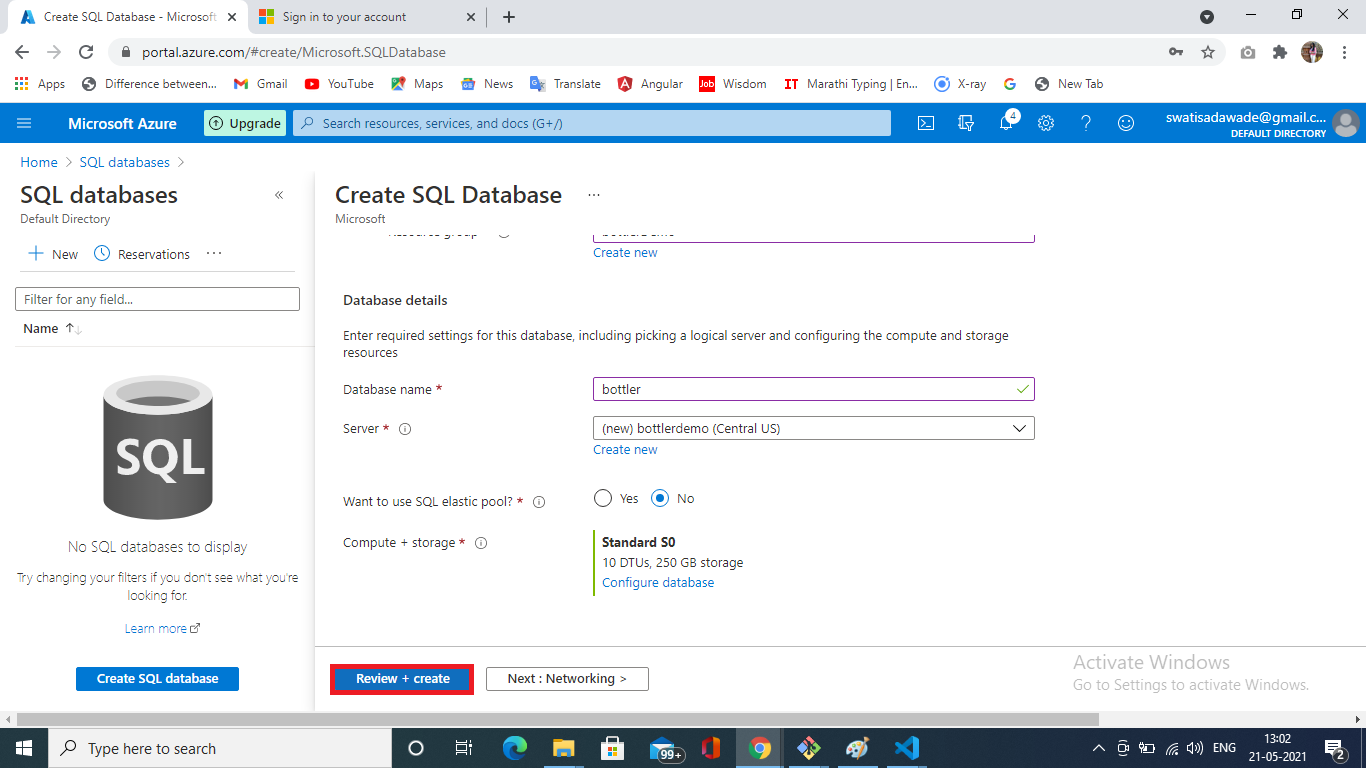 Create SQL Database - Microsoft
Sign in to your account
portal.azure.com/#create/Microsoft.SQLDatabase
Apps
Difference between...
Gmail
YouTube
Maps
News
Translate
Angular
Job Wisdom
IT Marathi Typing | En...
X-ray
New Tab
Microsoft Azure
Upgrade
Search resources, services, and docs (G+/)
4
swatisadawade@gmail.c...
DEFAULT DIRECTORY
Home > SQL databases >
SQL databases
«
Default Directory
New
Reservations
...
Filter for any field...
Name
SQL
No SQL databases to display
Try changing your filters if you don't see what you're
looking for.
Learn more
Create SQL database
Create SQL Database
...
Microsoft
Resource group
bottlerDemo
Create new
Database details
Enter required settings for this database, including picking a logical server and configuring the compute and storage
resources
Database name *
bottler
Server *
(new) bottlerdemo (Central US)
Create new
Want to use SQL elastic pool? *
Yes
No
Compute + storage *
Standard S0
10 DTUs, 250 GB storage
Configure database
Review + create
Next : Networking >
Activate Windows
Go to Settings to activate Windows.
Type here to search
99+
ENG
13:02
21-05-2021
2